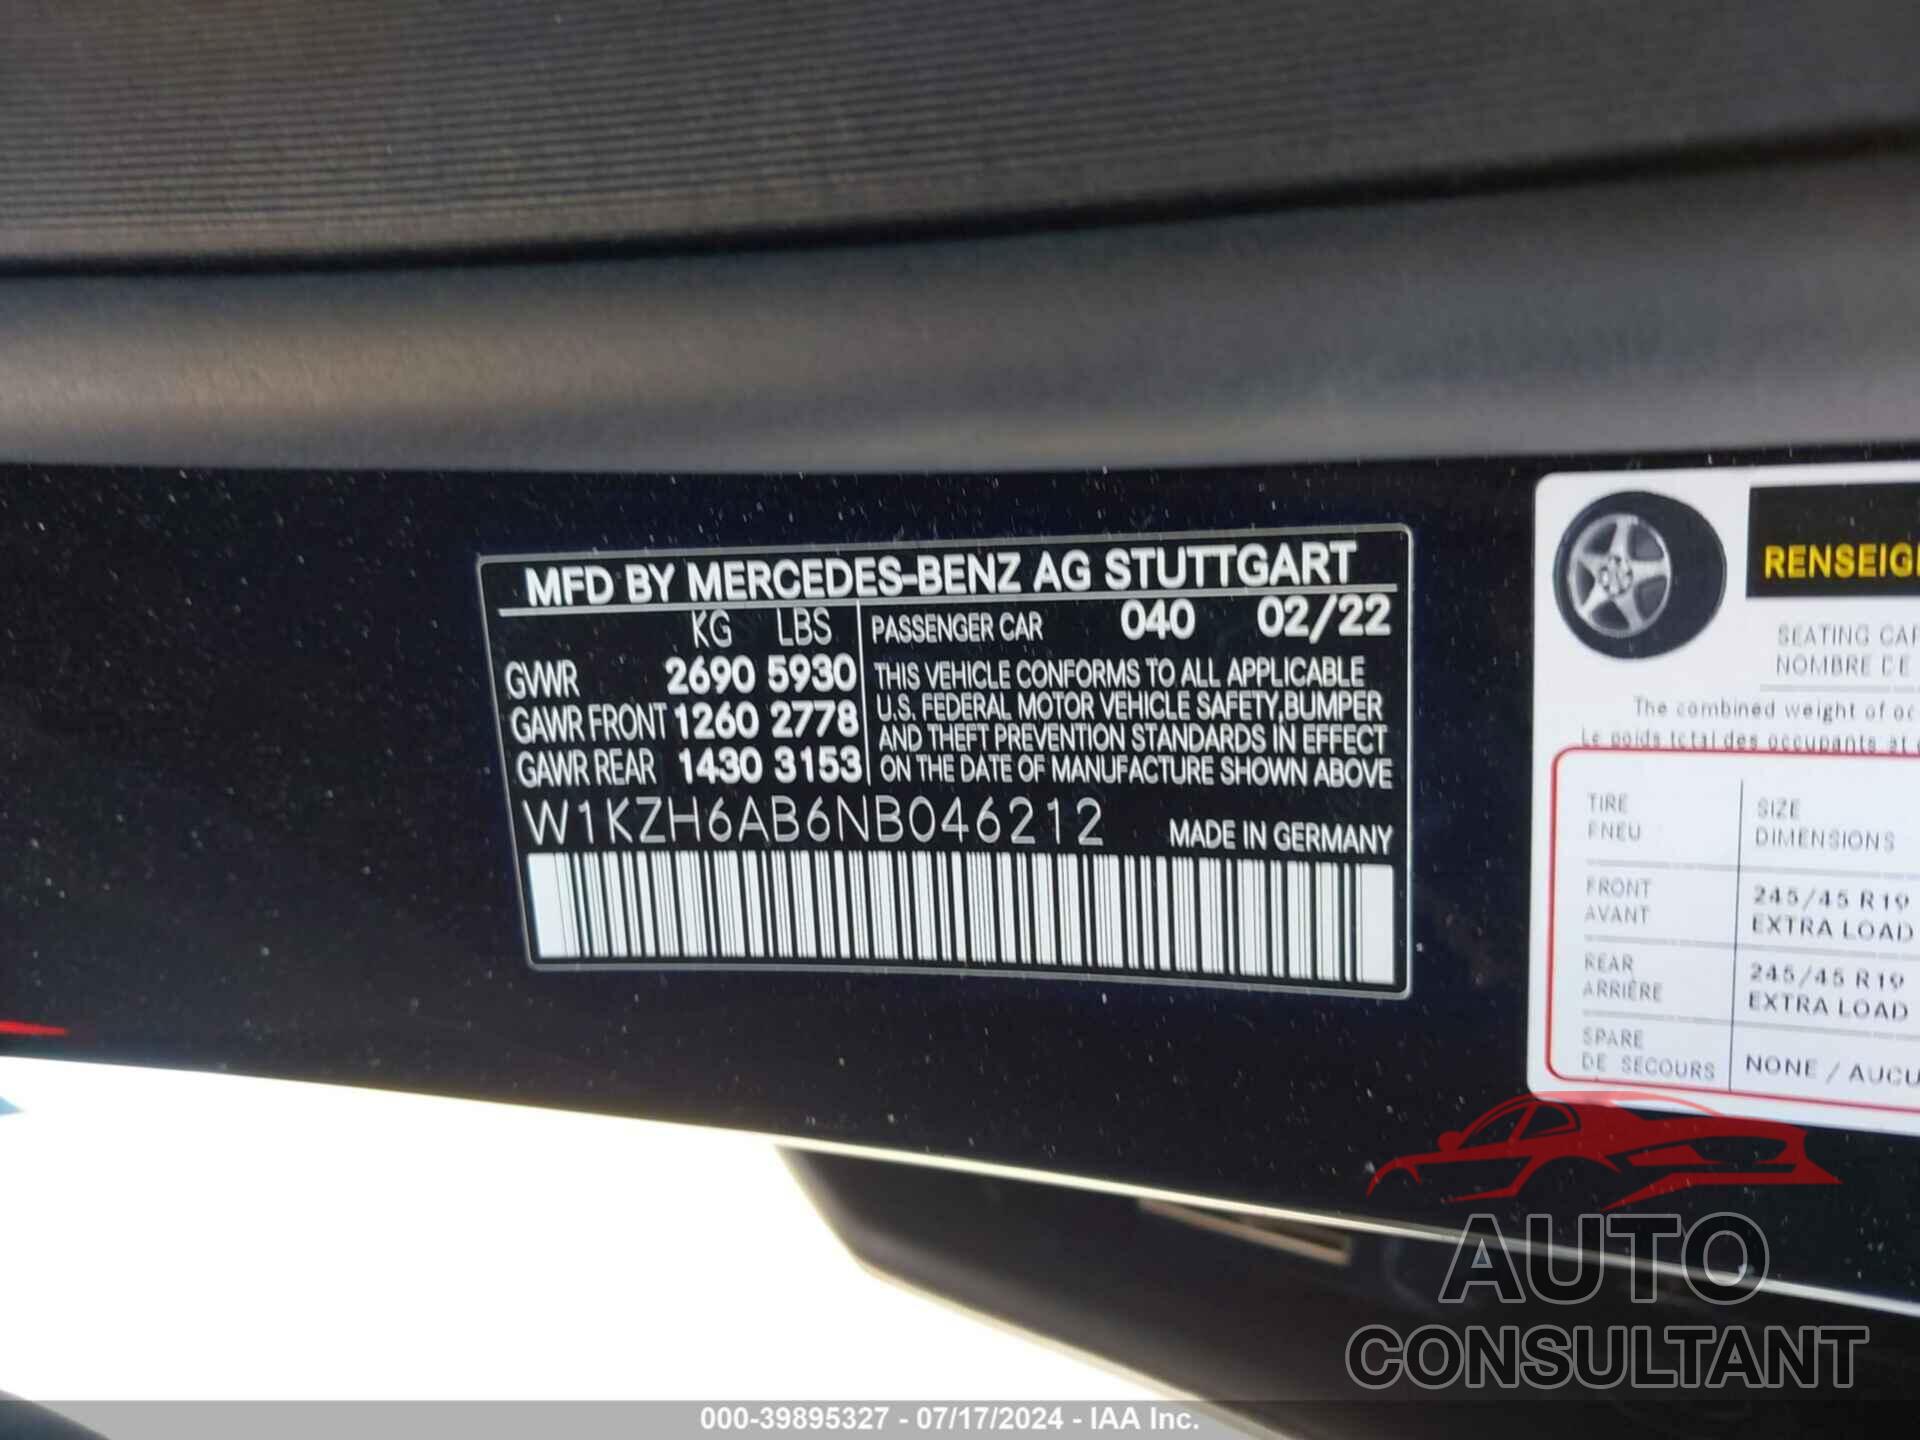 MFD BY MERCEDES-BENZ AG STUTTGART
KG LBS
GVWR 2690 5930
GAWR FRONT 1260 2778
GAWR REAR 1430 3153
PASSENGER CAR 040 02/22
THIS VEHICLE CONFORMS TO ALL APPLICABLE
U.S. FEDERAL MOTOR VEHICLE SAFETY, BUMPER
AND THEFT PREVENTION STANDARDS IN EFFECT
ON THE DATE OF MANUFACTURE SHOWN ABOVE
W1KZH6AB6NB046212 MADE IN GERMANY
RENSEIG
SEATING CAP
NOMBRE DE
The combined weight of oc
Le poids total des occupants et
TIRE SIZE
PNEU DIMENSIONS
FRONT 245/45 R19
AVANT EXTRA LOAD
REAR 245/45 R19
ARRIÈRE EXTRA LOAD
SPARE
DE SECOURS NONE / AUCU
AUTO
CONSULTANT
000-39895327 - 07/17/2024 - IAA Inc.